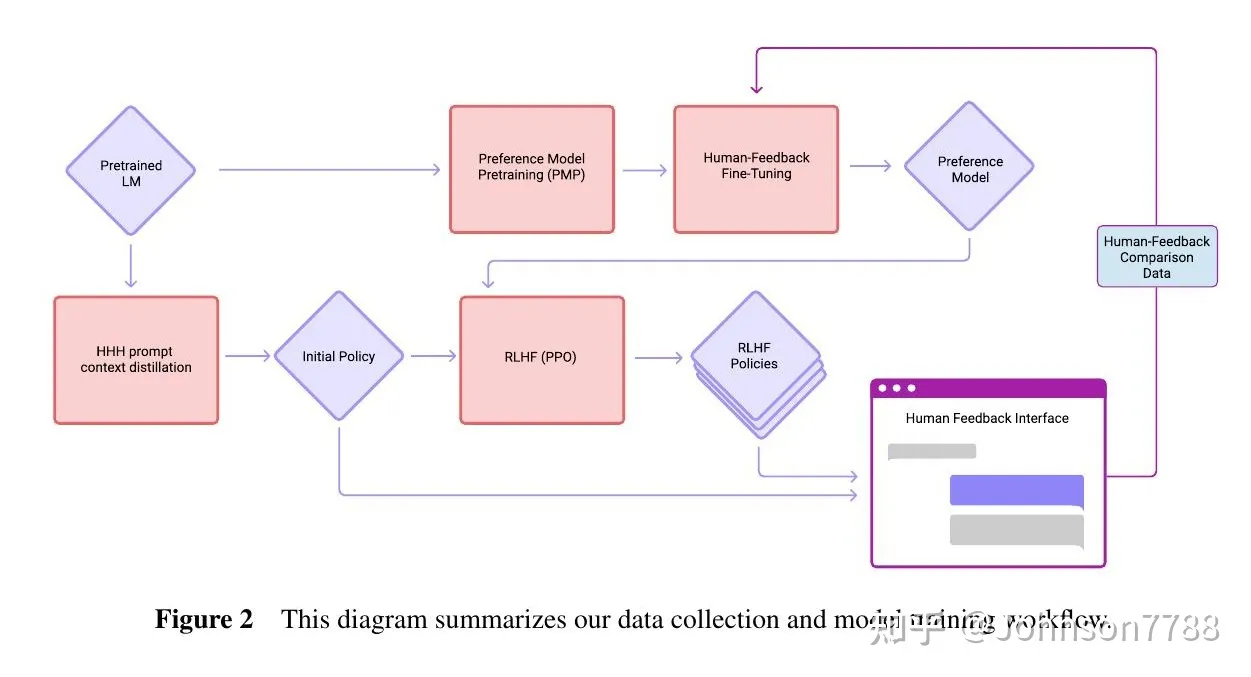 Pretrained
LM
Preference Model
Pretraining (PMP)
Human-Feedback
Fine-Tuning
Preference
Model
Human-Feedback
Comparison
Data
HHH prompt
context distillation
Initial Policy
RLHF (PPO)
RLHF
Policies
Human Feedback Interface
Figure 2 This diagram summarizes our data collection and model training workflow.
知乎 @Johnson7788